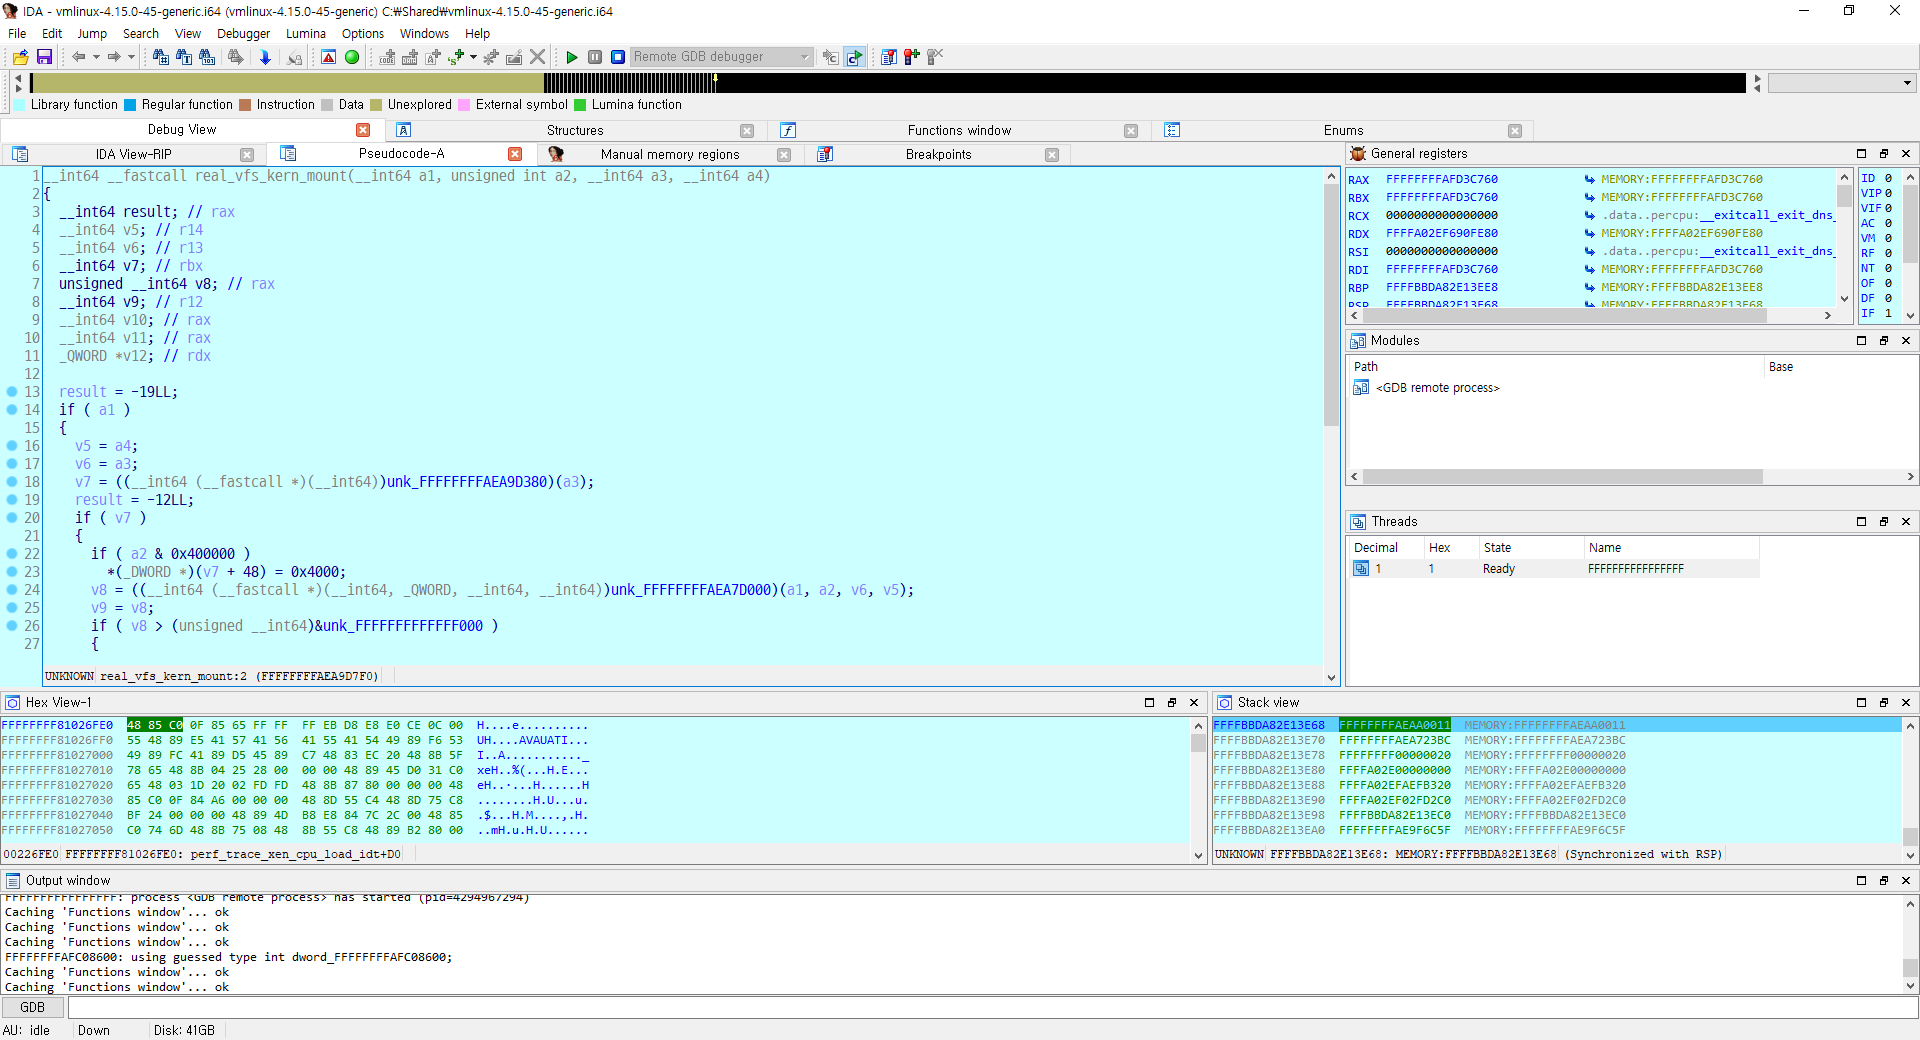 IDA - vmlinux-4.15.0-45-generic.i64 (vmlinux-4.15.0-45-generic) C:₩Shared₩vmlinux-4.15.0-45-generic.i64
File Edit Jump Search View Debugger Lumina Options Windows Help
Remote GDB debugger
Library function Regular function Instruction Data Unexplored External symbol Lumina function
Debug View Structures Functions window Enums
IDA View-RIP Pseudocode-A Manual memory regions Breakpoints
1 __int64 __fastcall real_vfs_kern_mount(__int64 a1, unsigned int a2, __int64 a3, __int64 a4)
2 {
3 __int64 result; // rax
4 __int64 v5; // r14
5 __int64 v6; // r13
6 __int64 v7; // rbx
7 unsigned __int64 v8; // rax
8 __int64 v9; // r12
9 __int64 v10; // rax
10 __int64 v11; // rax
11 _QWORD *v12; // rdx
12
13 result = -19LL;
14 if ( a1 )
15 {
16 v5 = a4;
17 v6 = a3;
18 v7 = ((__int64 (__fastcall *)(__int64))unk_FFFFFFFFAEA9D380)(a3);
19 result = -12LL;
20 if ( v7 )
21 {
22 if ( a2 & 0x400000 )
23 *(_DWORD *)(v7 + 48) = 0x4000;
24 v8 = ((__int64 (__fastcall *)(__int64, _QWORD, __int64, __int64))unk_FFFFFFFFAEA7D000)(a1, a2, v6, v5);
25 v9 = v8;
26 if ( v8 > (unsigned __int64)&unk_FFFFFFFFFFFFF000 )
27 {
UNKNOWN real_vfs_kern_mount:2 (FFFFFFFFAEA9D7F0)
General registers
RAX FFFFFFFFAFD3C760 MEMORY:FFFFFFFFAFD3C760
RBX FFFFFFFFAFD3C760 MEMORY:FFFFFFFFAFD3C760
RCX 0000000000000000 .data..percpu:__exitcall_exit_dns_
RDX FFFFA02EF690FE80 MEMORY:FFFFA02EF690FE80
RSI 0000000000000000 .data..percpu:__exitcall_exit_dns_
RDI FFFFFFFFAFD3C760 MEMORY:FFFFFFFFAFD3C760
RBP FFFFBBDA82E13EE8 MEMORY:FFFFBBDA82E13EE8
RSP FFFFBBDA82E13E68 MEMORY:FFFFBBDA82E13E68
ID 0
VIP 0
VIF 0
AC 0
VM 0
RF 0
NT 0
OF 0
DF 0
IF 1
Modules
Path Base
<GDB remote process>
Threads
Decimal Hex State Name
1 1 Ready FFFFFFFFFFFFFFFF
Hex View-1
FFFFFFFF81026FE0 48 85 C0 0F 85 65 FF FF FF EB D8 E8 E0 CE 0C 00 H....e..........
FFFFFFFF81026FF0 55 48 89 E5 41 57 41 56 41 55 41 54 49 89 F6 53 UH....AVAUATI...
FFFFFFFF81027000 49 89 FC 41 89 D5 45 89 C7 48 83 EC 20 48 8B 5F I..A..........._
FFFFFFFF81027010 78 65 48 8B 04 25 28 00 00 00 48 89 45 D0 31 C0 xeH..%(...H.E...
FFFFFFFF81027020 65 48 03 1D 20 02 FD FD 48 8B 87 80 00 00 00 48 eH..·...H......H
FFFFFFFF81027030 85 C0 0F 84 A6 00 00 00 48 8D 55 C4 48 8D 75 C8 ........H.U...u.
FFFFFFFF81027040 BF 24 00 00 00 48 89 4D B8 E8 84 7C 2C 00 48 85 .$...H.M....,.H.
FFFFFFFF81027050 C0 74 6D 48 8B 75 08 48 8B 55 C8 48 89 B2 80 00 ..mH.u.H.U......
00226FE0 FFFFFFFF81026FE0: perf_trace_xen_cpu_load_idt+D0
Stack view
FFFFBBDA82E13E68 FFFFFFFFAEAA0011 MEMORY:FFFFFFFFAEAA0011
FFFFBBDA82E13E70 FFFFFFFFAEA723BC MEMORY:FFFFFFFFAEA723BC
FFFFBBDA82E13E78 FFFFFFFF00000020 MEMORY:FFFFFFFF00000020
FFFFBBDA82E13E80 FFFFA02E00000000 MEMORY:FFFFA02E00000000
FFFFBBDA82E13E88 FFFFA02EFAEFB320 MEMORY:FFFFA02EFAEFB320
FFFFBBDA82E13E90 FFFFA02EF02FD2C0 MEMORY:FFFFA02EF02FD2C0
FFFFBBDA82E13E98 FFFFBBDA82E13EC0 MEMORY:FFFFBBDA82E13EC0
FFFFBBDA82E13EA0 FFFFFFFFAE9F6C5F MEMORY:FFFFFFFFAE9F6C5F
UNKNOWN FFFFBBDA82E13E68: MEMORY:FFFFBBDA82E13E68 (Synchronized with RSP)
Output window
FFFFFFFFFFFFFFFF: process <GDB remote process> has started (pid=4294967294)
Caching 'Functions window'... ok
Caching 'Functions window'... ok
Caching 'Functions window'... ok
FFFFFFFFAFC08600: using guessed type int dword_FFFFFFFFAFC08600;
Caching 'Functions window'... ok
Caching 'Functions window'... ok
GDB
AU: idle Down Disk: 41GB